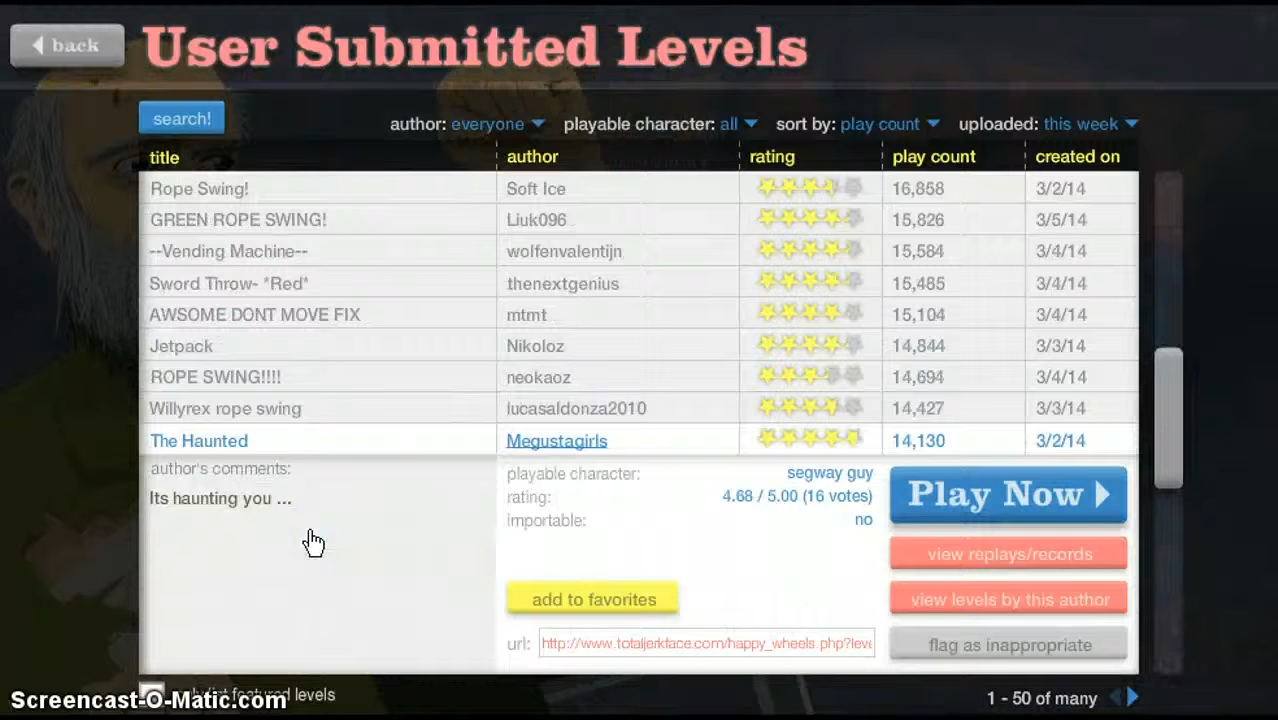 back
User Submitted Levels
search!
author: everyone playable character: all sort by: play count uploaded: this week
title author rating play count created on
Rope Swing! Soft Ice 16,858 3/2/14
GREEN ROPE SWING! Liuk096 15,826 3/5/14
--Vending Machine-- wolfenvalentijn 15,584 3/4/14
Sword Throw- *Red* thenextgenius 15,485 3/4/14
AWSOME DONT MOVE FIX mtmt 15,104 3/4/14
Jetpack Nikoloz 14,844 3/3/14
ROPE SWING!!!! neokaoz 14,694 3/4/14
Willyrex rope swing lucasaldonza2010 14,427 3/3/14
The Haunted Megustagirls 14,130 3/2/14
author's comments:
Its haunting you ...
playable character: segway guy
rating: 4.68 / 5.00 (16 votes)
importable: no
add to favorites
url: http://www.totaljerkface.com/happy_wheels.php?leve
Play Now
view replays/records
view levels by this author
flag as inappropriate
featured levels
1 - 50 of many
Screencast-O-Matic.com